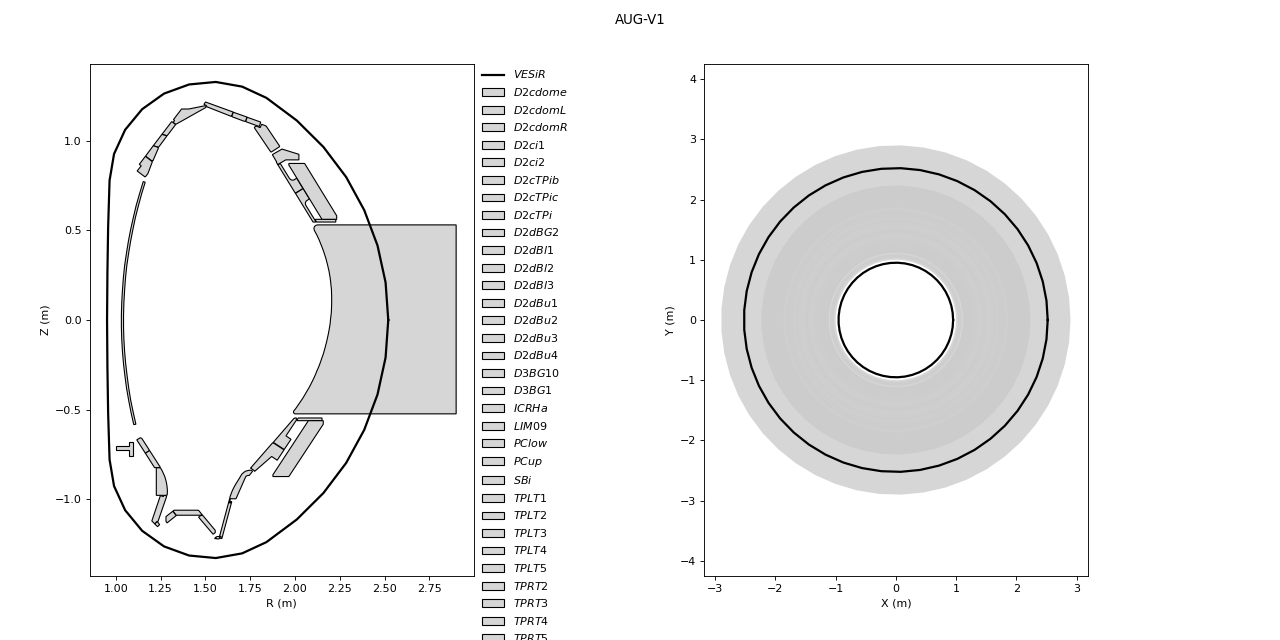 AUG-V1
1.0
0.5
0.0
−0.5
−1.0
Z (m)
1.00 1.25 1.50 1.75 2.00 2.25 2.50 2.75
R (m)
VESiR
D2cdome
D2cdomL
D2cdomR
D2ci1
D2ci2
D2cTPib
D2cTPic
D2cTPi
D2dBG2
D2dBl1
D2dBl2
D2dBl3
D2dBu1
D2dBu2
D2dBu3
D2dBu4
D3BG10
D3BG1
ICRHa
LIM09
PClow
PCup
SBi
TPLT1
TPLT2
TPLT3
TPLT4
TPLT5
TPRT2
TPRT3
TPRT4
TPRT5
4
3
2
1
0
−1
−2
−3
−4
Y (m)
−3 −2 −1 0 1 2 3
X (m)